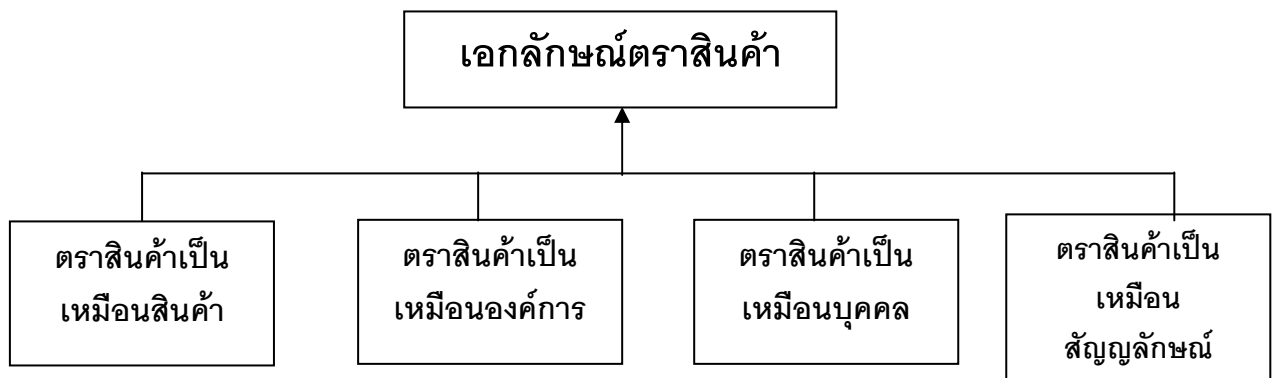 เอกลักษณ์ตราสินค้า
ตราสินค้าเป็น
เหมือนสินค้า
ตราสินค้าเป็น
เหมือนองค์การ
ตราสินค้าเป็น
เหมือนบุคคล
ตราสินค้าเป็น
เหมือน
สัญญลักษณ์